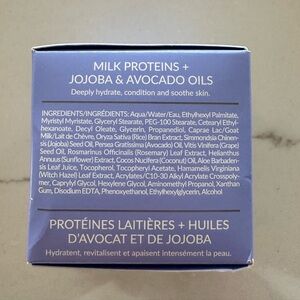 MILK PROTEINS +
JOJOBA & AVOCADO OILS
Deeply hydrate, condition and soothe skin.
INGREDIENTS/INGRÉDIENTS: Aqua/Water/Eau, Ethylhexyl Palmitate,
Myristyl Myristate, Glyceryl Stearate, PEG-100 Stearate, Cetearyl Ethyl-
hexanoate, Decyl Oleate, Glycerin, Propanediol, Caprae Lac/Goat
Milk/Lait de Chèvre, Oryza Sativa (Rice) Bran Extract, Simmondsia Chinen-
sis (Jojoba) Seed Oil, Persea Gratissima (Avocado) Oil, Vitis Vinifera (Grape)
Seed Oil, Rosmarinus Officinalis (Rosemary) Leaf Extract, Helianthus
Annuus (Sunflower) Extract, Cocos Nucifera (Coconut) Oil, Aloe Barbaden-
sis Leaf Juice, Tocopherol, Tocopheryl Acetate, Hamamelis Virginiana
(Witch Hazel) Leaf Extract, Acrylates/C10-30 Alkyl Acrylate Crosspoly-
mer, Caprylyl Glycol, Hexylene Glycol, Aminomethyl Propanol, Xanthan
Gum, Disodium EDTA, Phenoxyethanol, Ethylhexylglycerin, Alcohol
PROTÉINES LAITIÈRES + HUILES
D'AVOCAT ET DE JOJOBA
Hydratent, revitalisent et apaisent intensément la peau.